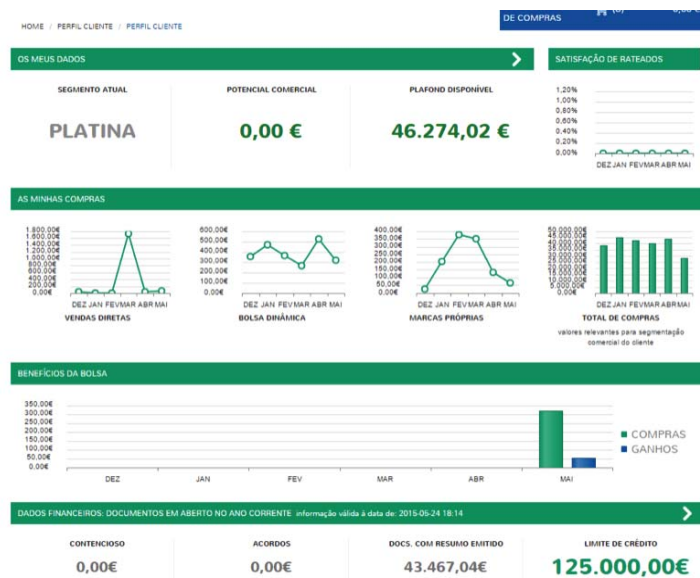 DE COMPRAS
(0)
HOME / PERFIL CLIENTE / PERFIL CLIENTE
OS MEUS DADOS
SATISFAÇÃO DE RATEADOS
SEGMENTO ATUAL
POTENCIAL COMERCIAL
PLAFOND DISPONÍVEL
PLATINA
0,00 €
46.274,02 €
1,20%
1,00%
0,80%
0,60%
0,40%
0,20%
0,00%
DEZ JAN FEV MAR ABR MAI
AS MINHAS COMPRAS
1.800,00€
1.600,00€
1.400,00€
1.200,00€
1.000,00€
800,00€
600,00€
400,00€
200,00€
0,00€
DEZ JAN FEV MAR ABR MAI
VENDAS DIRETAS
600,00€
500,00€
400,00€
300,00€
200,00€
100,00€
0,00€
DEZ JAN FEV MAR ABR MAI
BOLSA DINÂMICA
400,00€
350,00€
300,00€
250,00€
200,00€
150,00€
100,00€
50,00€
0,00€
DEZ JAN FEV MAR ABR MAI
MARCAS PRÓPRIAS
50.000,00€
45.000,00€
40.000,00€
35.000,00€
30.000,00€
25.000,00€
20.000,00€
15.000,00€
10.000,00€
5.000,00€
0,00€
DEZ JAN FEV MAR ABR MAI
TOTAL DE COMPRAS
valores relevantes para segmentação
comercial do cliente
BENEFÍCIOS DA BOLSA
350,00€
300,00€
250,00€
200,00€
150,00€
100,00€
50,00€
0,00€
DEZ
JAN
FEV
MAR
ABR
MAI
COMPRAS
GANHOS
DADOS FINANCEIROS: DOCUMENTOS EM ABERTO NO ANO CORRENTE informação válida à data de: 2015-05-24 18:14
CONTENCIOSO
ACORDOS
DOCS. COM RESUMO EMITIDO
LIMITE DE CRÉDITO
0,00€
0,00€
43.467,04€
125.000,00€